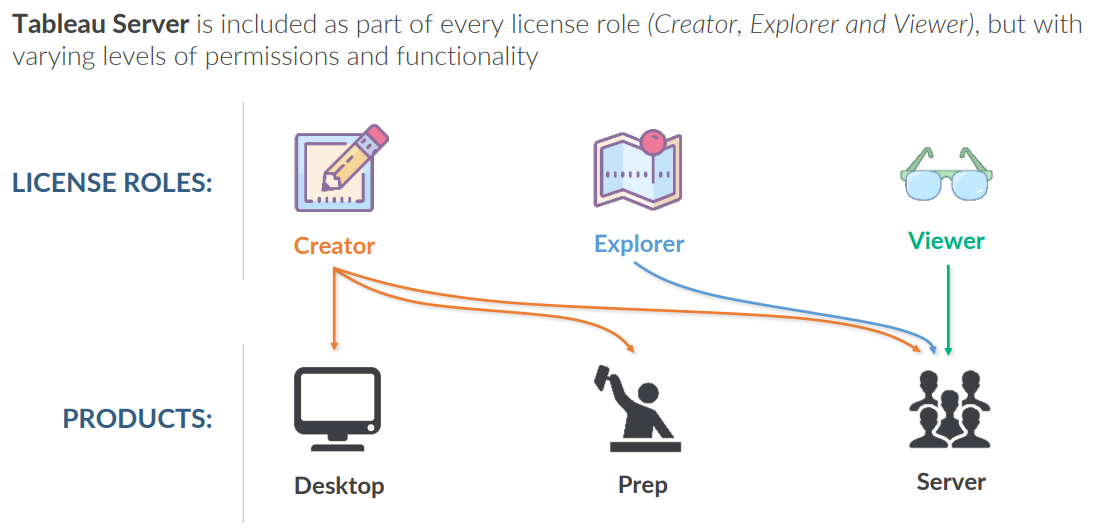 Tableau Server is included as part of every license role (Creator, Explorer and Viewer), but with
varying levels of permissions and functionality
LICENSE ROLES:
Creator
Explorer
Viewer
PRODUCTS:
Desktop
Prep
Server